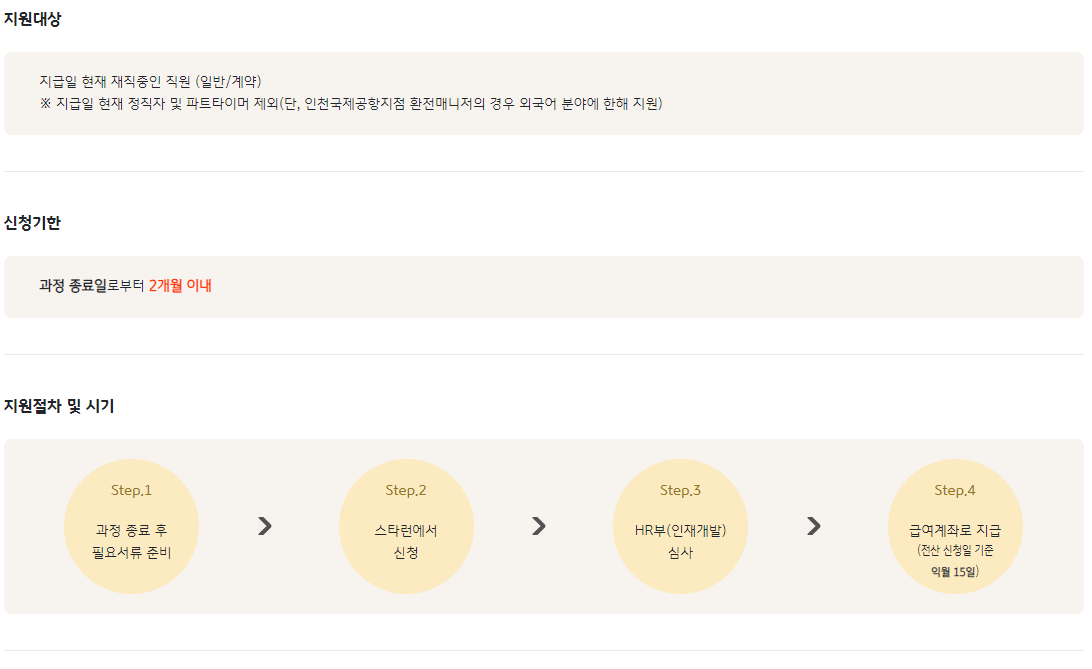 지원대상
지급일 현재 재직중인 직원 (일반/계약)
※ 지급일 현재 정직자 및 파트타이머 제외(단, 인천국제공항지점 환전매니저의 경우 외국어 분야에 한해 지원)
신청기한
과정 종료일로부터 2개월 이내
지원절차 및 시기
Step.1
과정 종료 후
필요서류 준비
Step.2
스타런에서
신청
Step.3
HR부(인재개발)
심사
Step.4
급여계좌로 지급
(전산 신청일 기준
익월 15일)